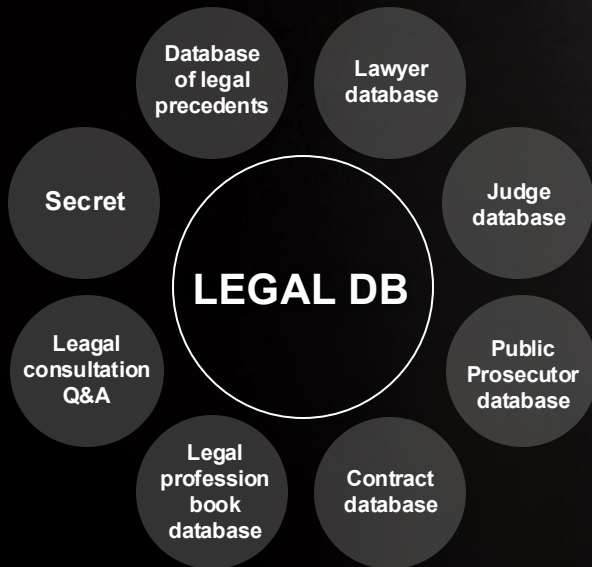 Database
of legal
precedents
Lawyer
database
Secret
Judge
database
LEGAL DB
Leagal
consultation
Q&A
Public
Prosecutor
database
Legal
profession
book
database
Contract
database